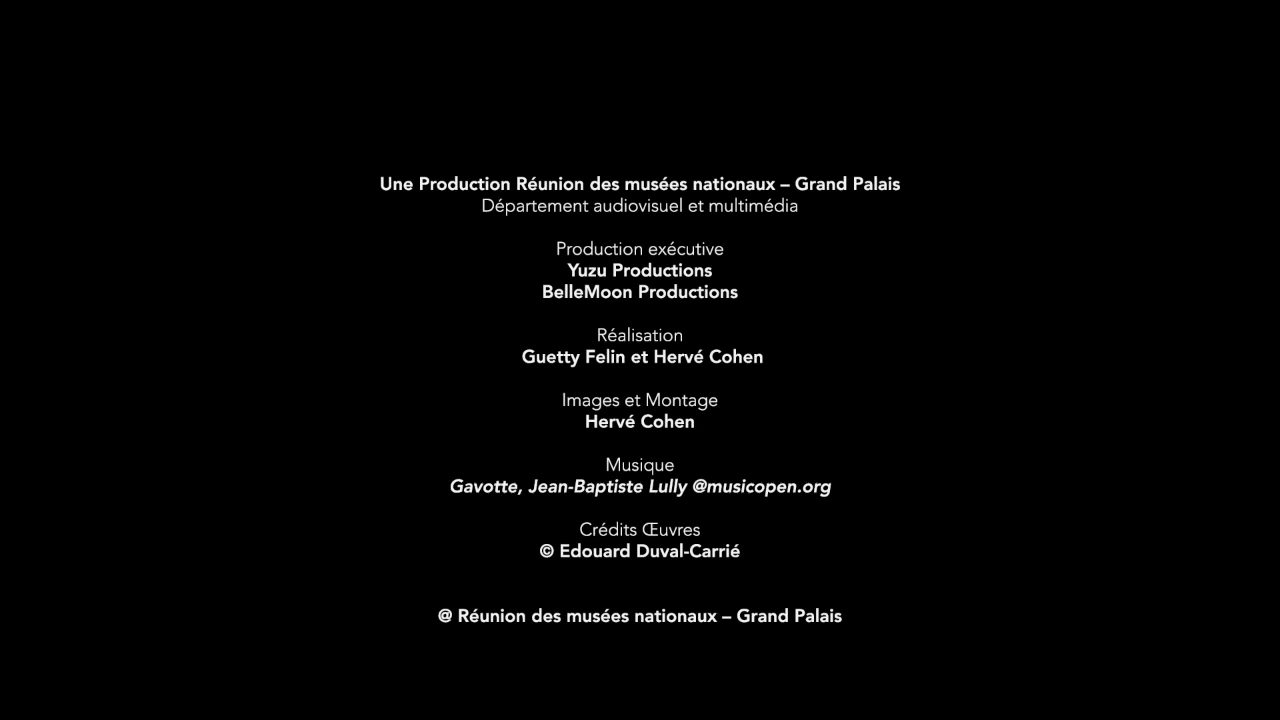 Une Production Réunion des musées nationaux – Grand Palais
Département audiovisuel et multimédia
Production exécutive
Yuzu Productions
BelleMoon Productions
Réalisation
Guetty Felin et Hervé Cohen
Images et Montage
Hervé Cohen
Musique
Gavotte, Jean-Baptiste Lully @musicopen.org
Crédits Œuvres
© Edouard Duval-Carrié
@ Réunion des musées nationaux – Grand Palais